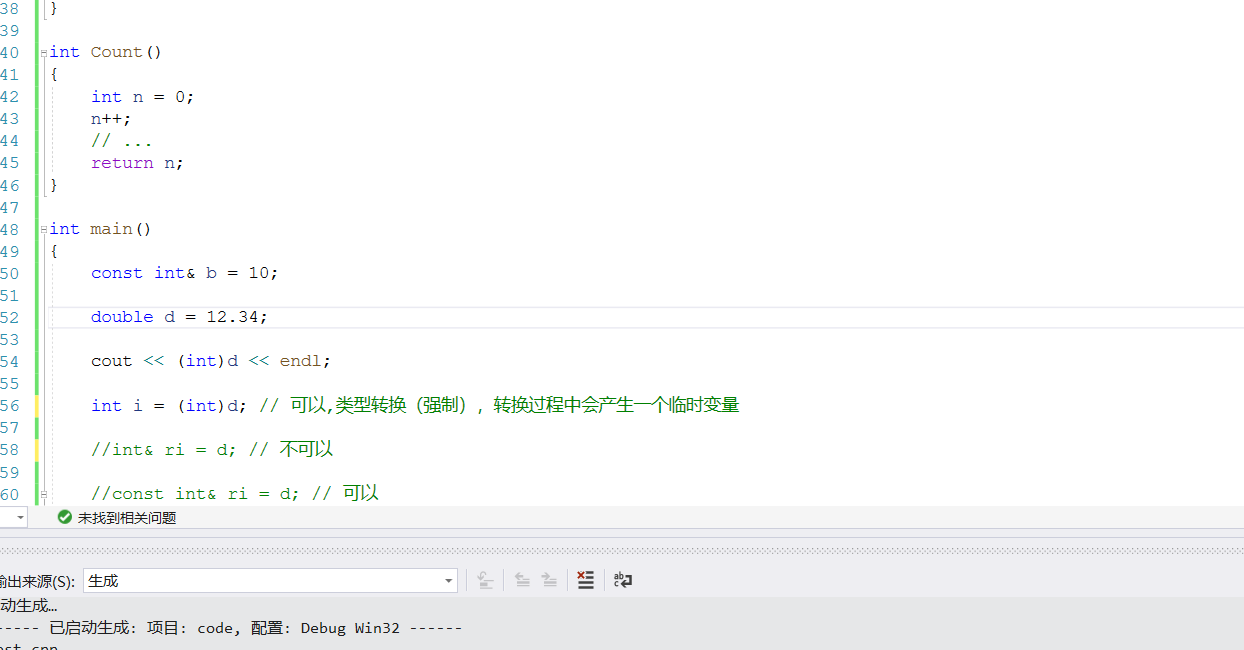 38 }
39
40 int Count()
41 {
42 int n = 0;
43 n++;
44 // ...
45 return n;
46 }
47
48 int main()
49 {
50 const int& b = 10;
51
52 double d = 12.34;
53
54 cout << (int)d << endl;
55
56 int i = (int)d; // 可以,类型转换（强制）, 转换过程中会产生一个临时变量
57
58 //int& ri = d; // 不可以
59
60 //const int& ri = d; // 可以
未找到相关问题
输出来源(S): 生成
动生成…
----- 已启动生成: 项目: code, 配置: Debug Win32 ------
est.cpp